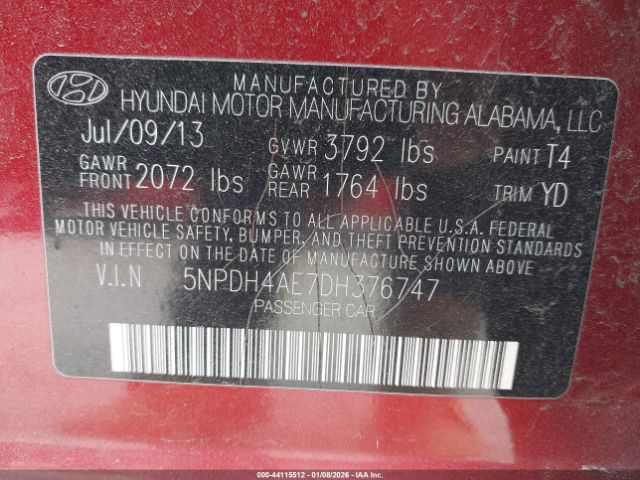 MANUFACTURED BY
HYUNDAI MOTOR MANUFACTURING ALABAMA, LLC
Jul/09/13 GVWR 3792 lbs PAINT T4
GAWR FRONT 2072 lbs GAWR REAR 1764 lbs TRIM YD
THIS VEHICLE CONFORMS TO ALL APPLICABLE U.S.A. FEDERAL
MOTOR VEHICLE SAFETY, BUMPER, AND THEFT PREVENTION STANDARDS
IN EFFECT ON THE DATE OF MANUFACTURE SHOWN ABOVE
V.I.N 5NPDH4AE7DH376747
PASSENGER CAR
000-44115512 - 01/08/2026 - IAAI, Inc.